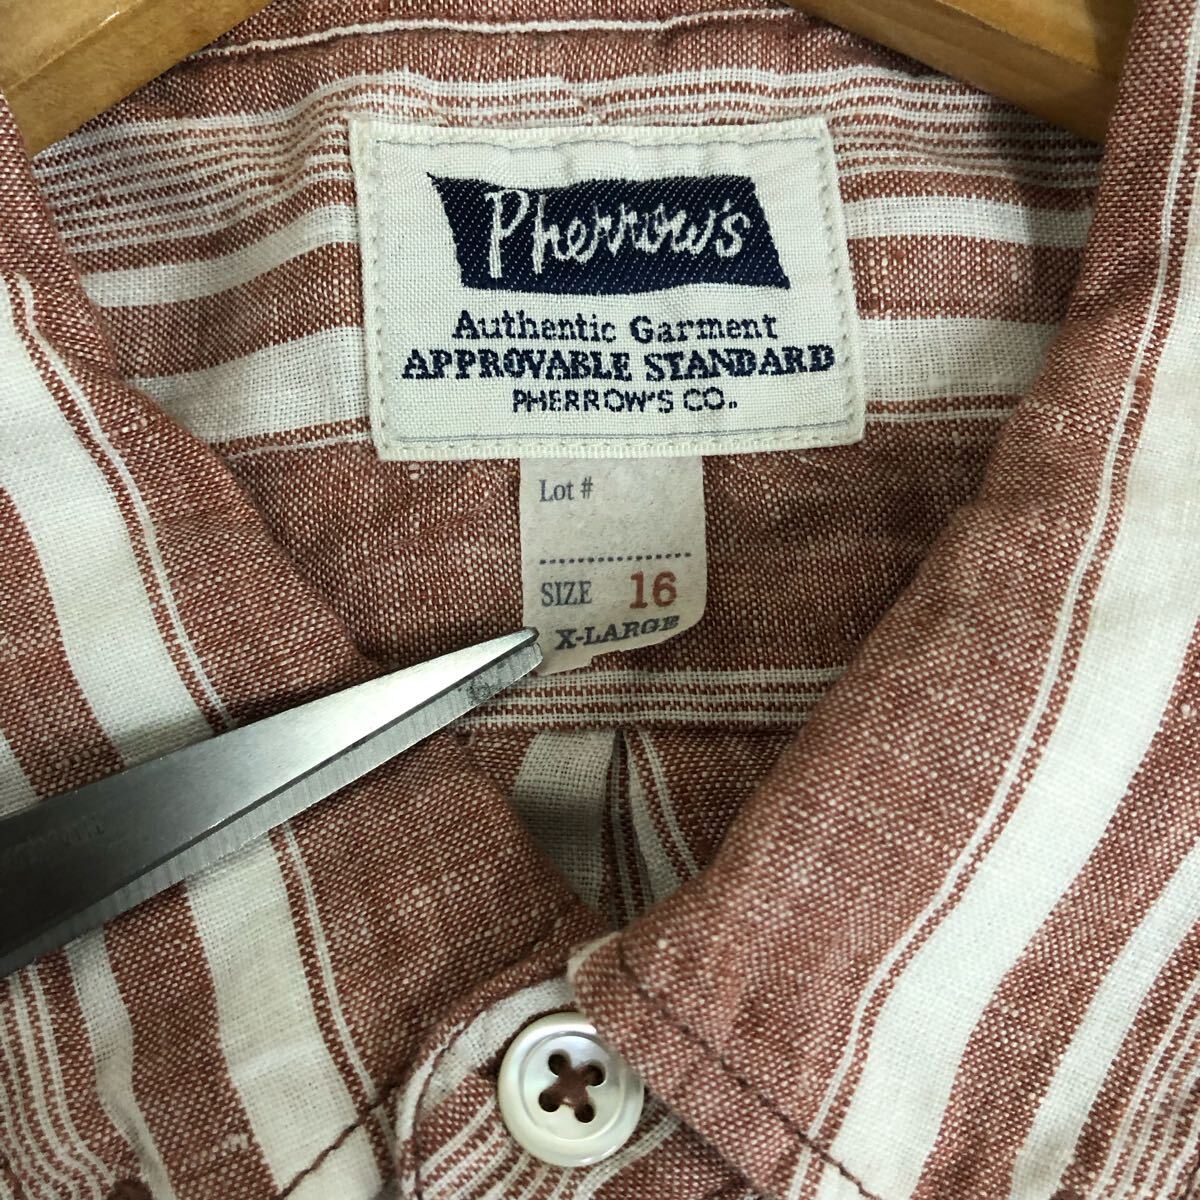 Pherrow's
Authentic Garment
APPROVABLE STANDARD
PHERROW'S CO.
Lot #
SIZE 16
X-LARGE